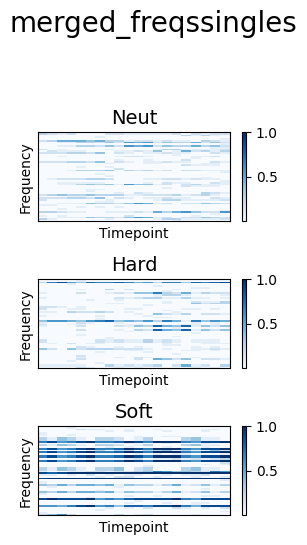 merged_freqssingles
Neut
1.0
0.5
Frequency
Timepoint
Hard
1.0
0.5
Frequency
Timepoint
Soft
1.0
0.5
Frequency
Timepoint